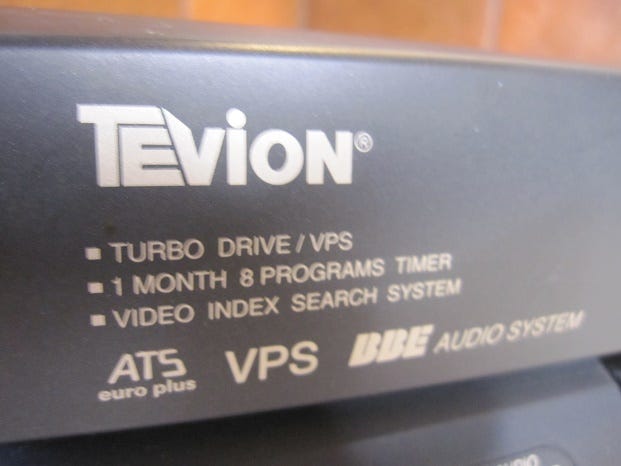 TEViON®
TURBO DRIVE / VPS
1 MONTH 8 PROGRAMS TIMER
VIDEO INDEX SEARCH SYSTEM
ATS euro plus VPS BBE AUDIO SYSTEM